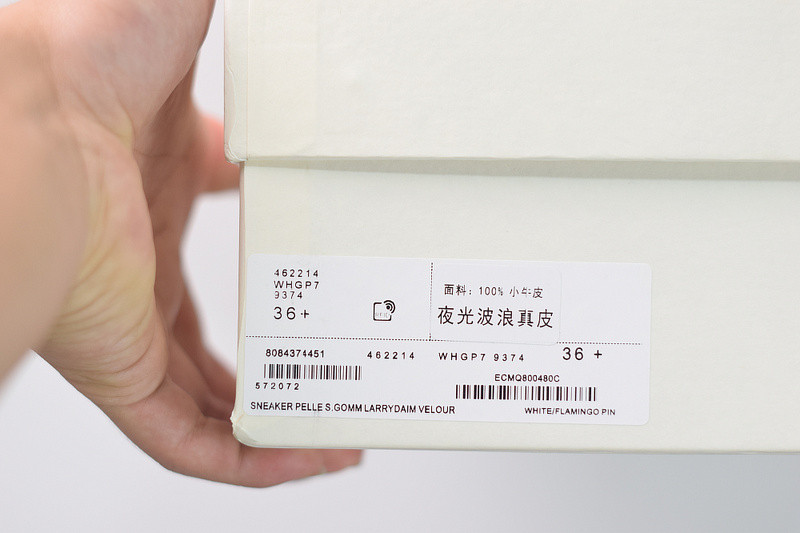 462214
WHGP7
9374
36+
面料：100% 小牛皮
夜光波浪真皮
8084374451 462214 WHGP7 9374 36 +
572072
ECMQ800480C
SNEAKER PELLE S.GOMM LARRYDAIM VELOUR
WHITE/FLAMINGO PIN